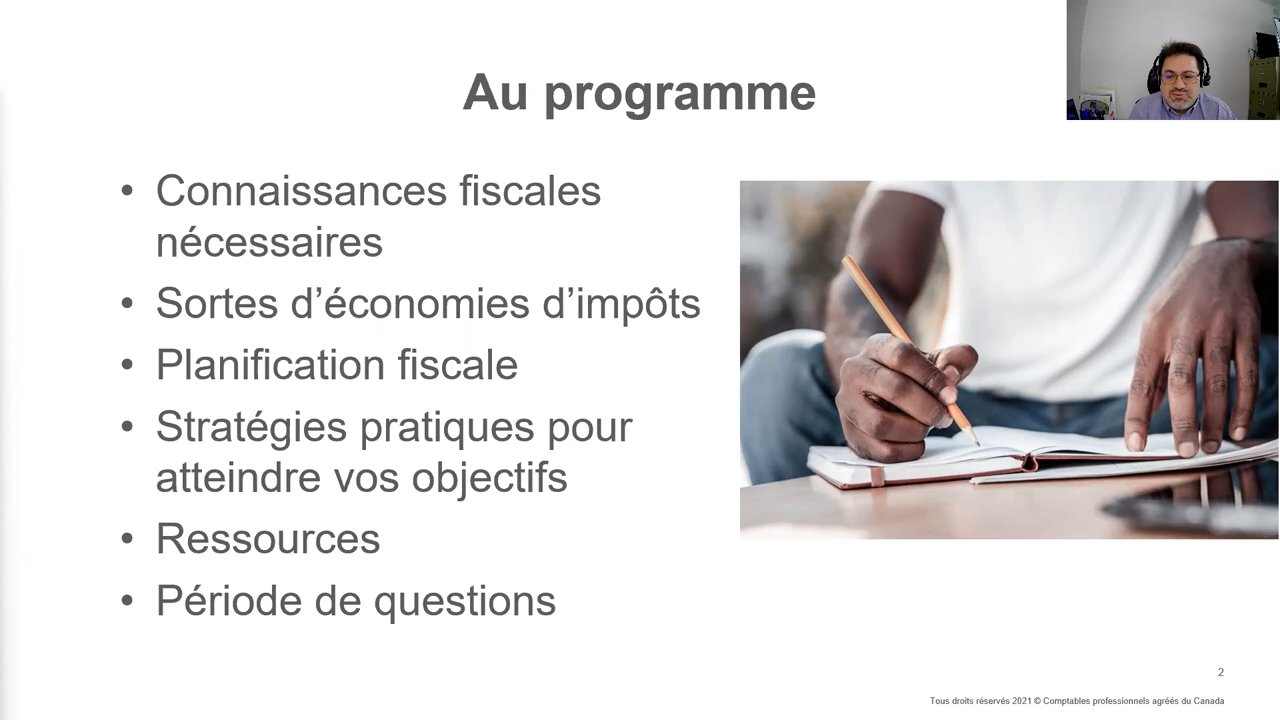 Au programme
• Connaissances fiscales
nécessaires
• Sortes d’économies d’impôts
• Planification fiscale
• Stratégies pratiques pour
atteindre vos objectifs
• Ressources
• Période de questions
2
Tous droits réservés 2021 © Comptables professionnels agréés du Canada